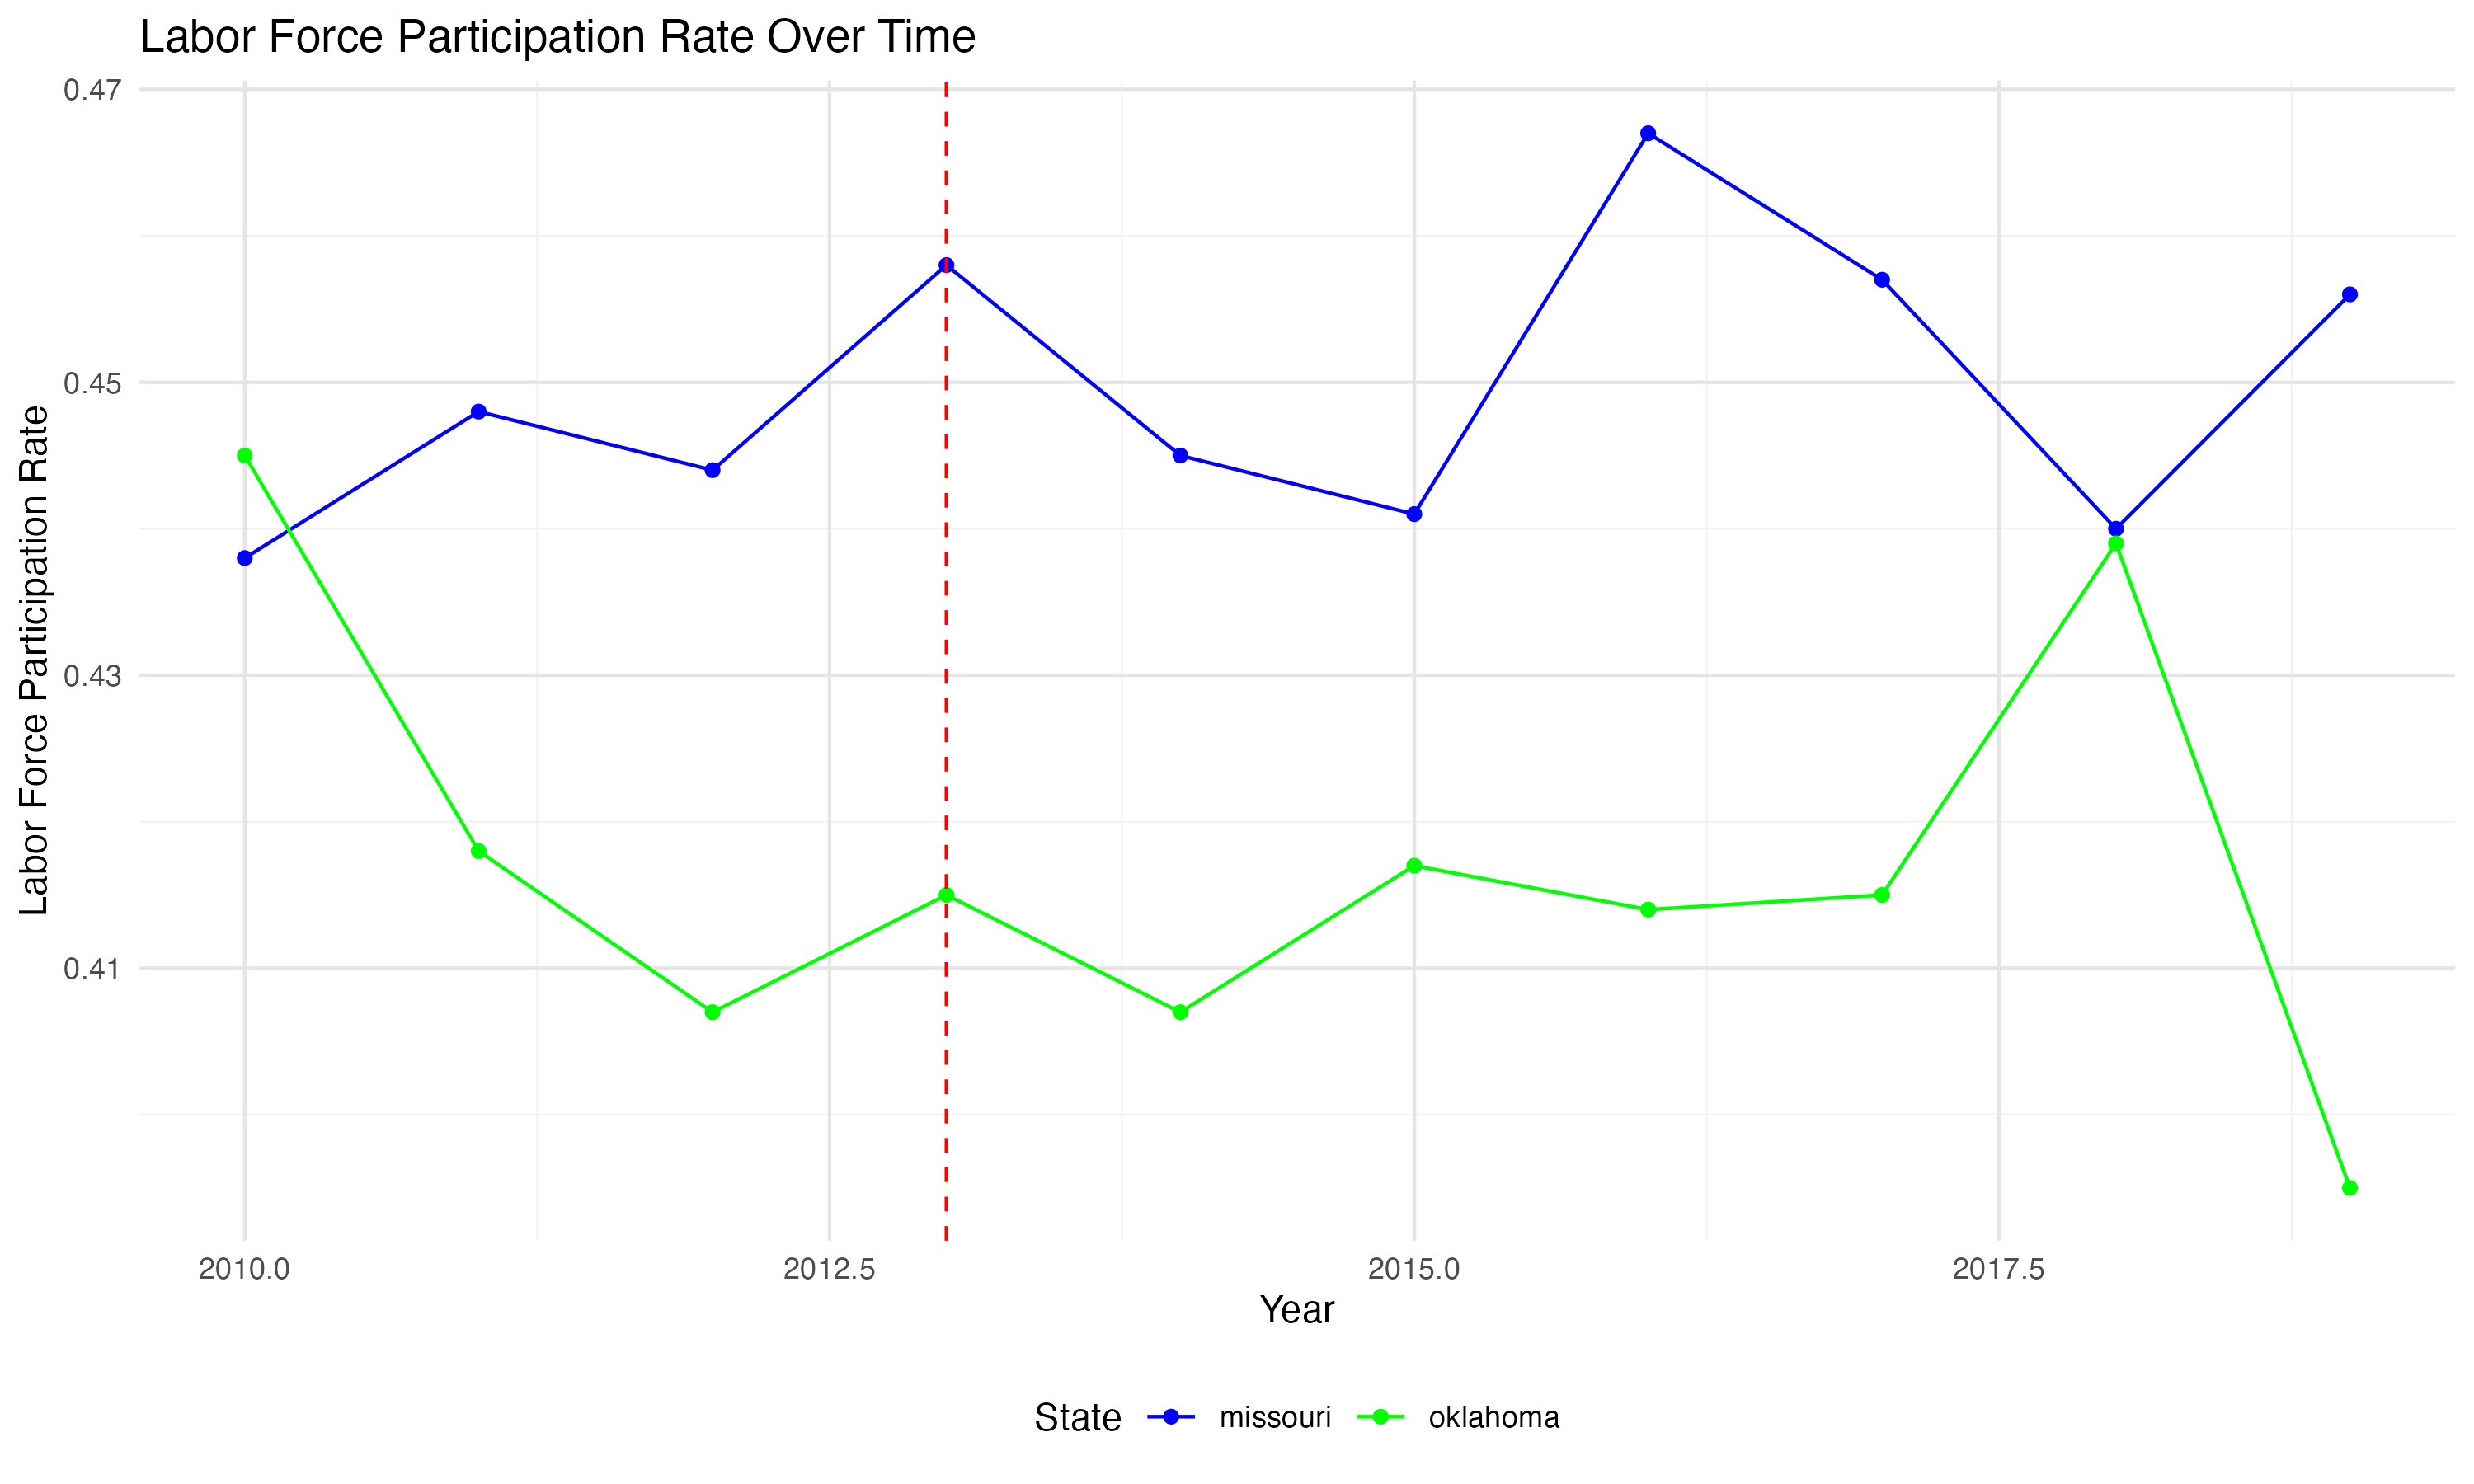 Labor Force Participation Rate Over Time
Labor Force Participation Rate
0.47
0.45
0.43
0.41
2010.0 2012.5 2015.0 2017.5
Year
State missouri oklahoma